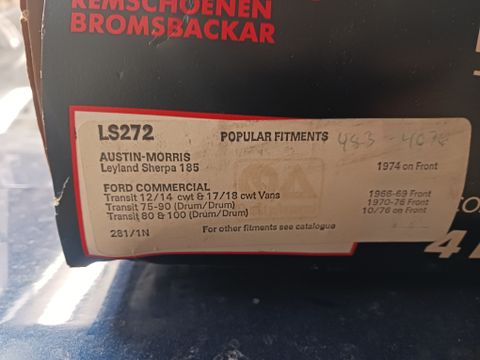 REMSCHOENEN
BROMSBACKAR
LS272 POPULAR FITMENTS
AUSTIN-MORRIS
Leyland Sherpa 185 1974 on Front
FORD COMMERCIAL
Transit 12/14 cwt & 17/18 cwt Vans 1966-69 Front
Transit 75-90 (Drum/Drum) 1970-76 Front
Transit 80 & 100 (Drum/Drum) 10/76 on Front
281/1N For other fitments see catalogue
4